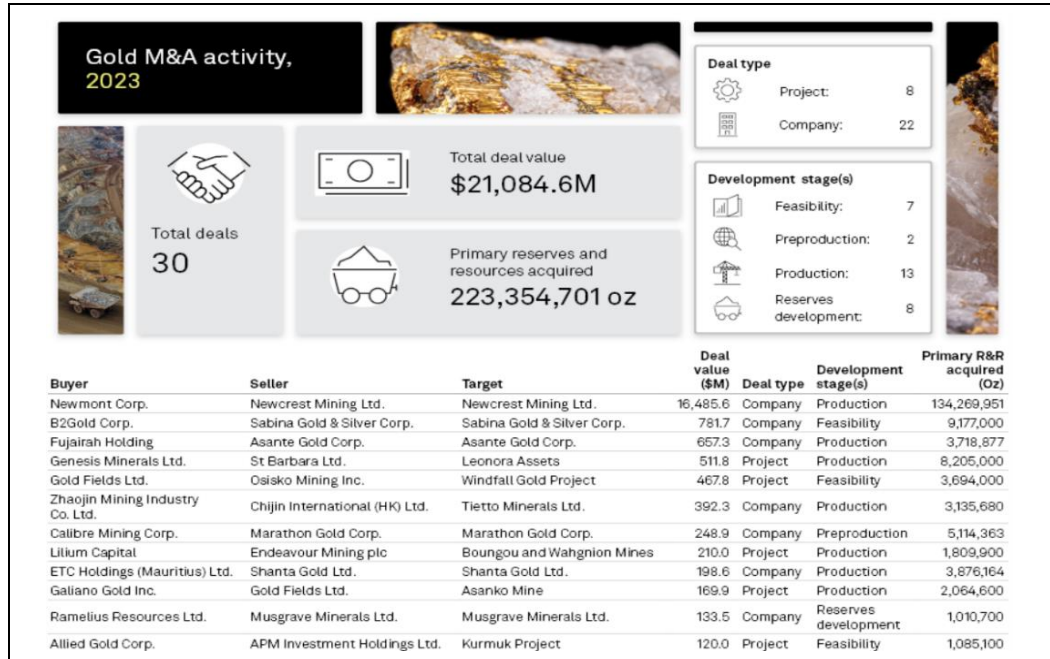 Gold M&A activity,
2023
Total deals
30
Total deal value
$21,084.6M
Primary reserves and
resources acquired
223,354,701 oz
Deal type
Project: 8
Company: 22
Development stage(s)
Feasibility: 7
Preproduction: 2
Production: 13
Reserves
development: 8
Buyer Seller Target Deal value ($M) Deal type Development stage(s) Primary R&R acquired (Oz)
Newmont Corp. Newcrest Mining Ltd. Newcrest Mining Ltd. 16,485.6 Company Production 134,269,951
B2Gold Corp. Sabina Gold & Silver Corp. Sabina Gold & Silver Corp. 781.7 Company Feasibility 9,177,000
Fujairah Holding Asante Gold Corp. Asante Gold Corp. 657.3 Company Production 3,718,877
Genesis Minerals Ltd. St Barbara Ltd. Leonora Assets 511.8 Project Production 8,205,000
Gold Fields Ltd. Osisko Mining Inc. Windfall Gold Project 467.8 Project Feasibility 3,694,000
Zhaojin Mining Industry Co. Ltd. Chijin International (HK) Ltd. Tietto Minerals Ltd. 392.3 Company Production 3,135,680
Calibre Mining Corp. Marathon Gold Corp. Marathon Gold Corp. 248.9 Company Preproduction 5,114,363
Lilium Capital Endeavour Mining plc Boungou and Wahgnion Mines 210.0 Project Production 1,809,900
ETC Holdings (Mauritius) Ltd. Shanta Gold Ltd. Shanta Gold Ltd. 198.6 Company Production 3,876,164
Galiano Gold Inc. Gold Fields Ltd. Asanko Mine 169.9 Project Production 2,064,600
Ramelius Resources Ltd. Musgrave Minerals Ltd. Musgrave Minerals Ltd. 133.5 Company Reserves development 1,010,700
Allied Gold Corp. APM Investment Holdings Ltd. Kurmuk Project 120.0 Project Feasibility 1,085,100